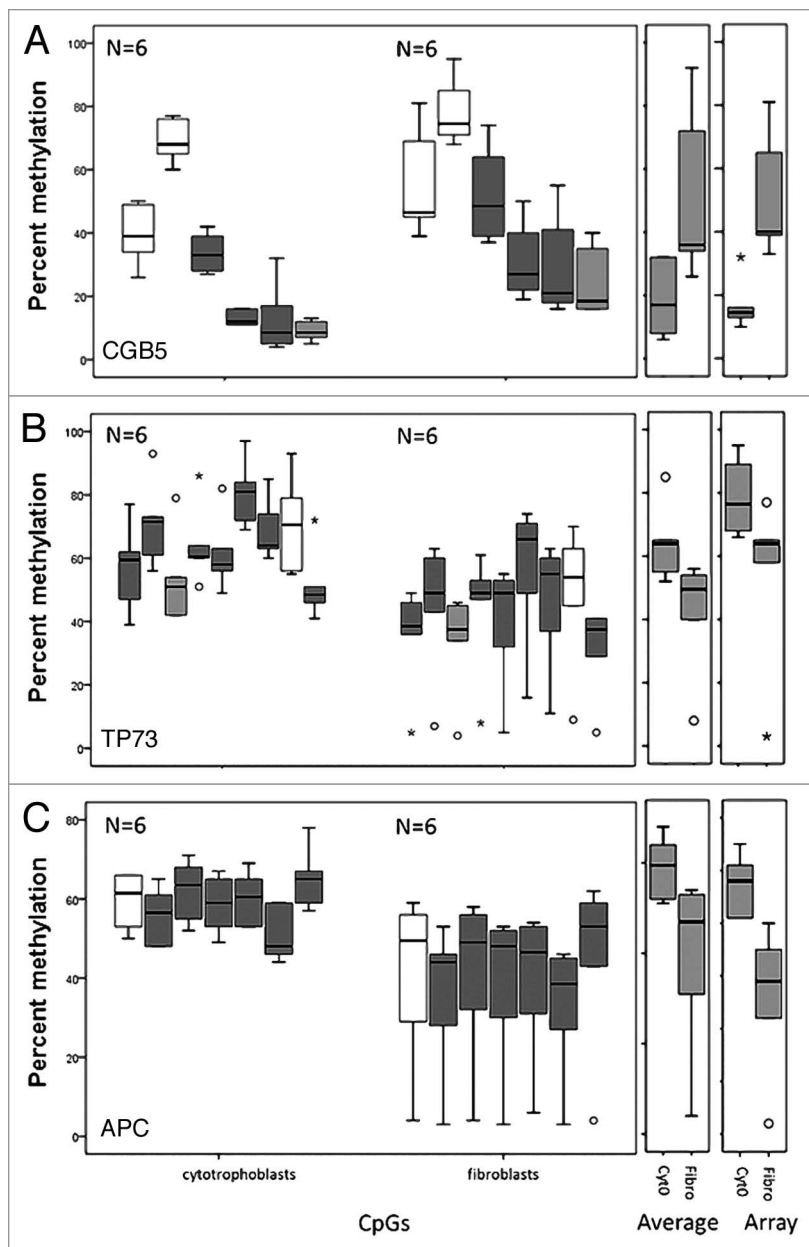 A
N=6
N=6
Percent methylation
100
80
60
40
20
0
CGB5
B
N=6
N=6
Percent methylation
100
80
60
40
20
0
TP73
C
N=6
N=6
Percent methylation
80
60
40
20
0
APC
cytotrophoblasts
fibroblasts
Cyt0
Fibro
Cyt0
Fibro
CpGs
Average
Array